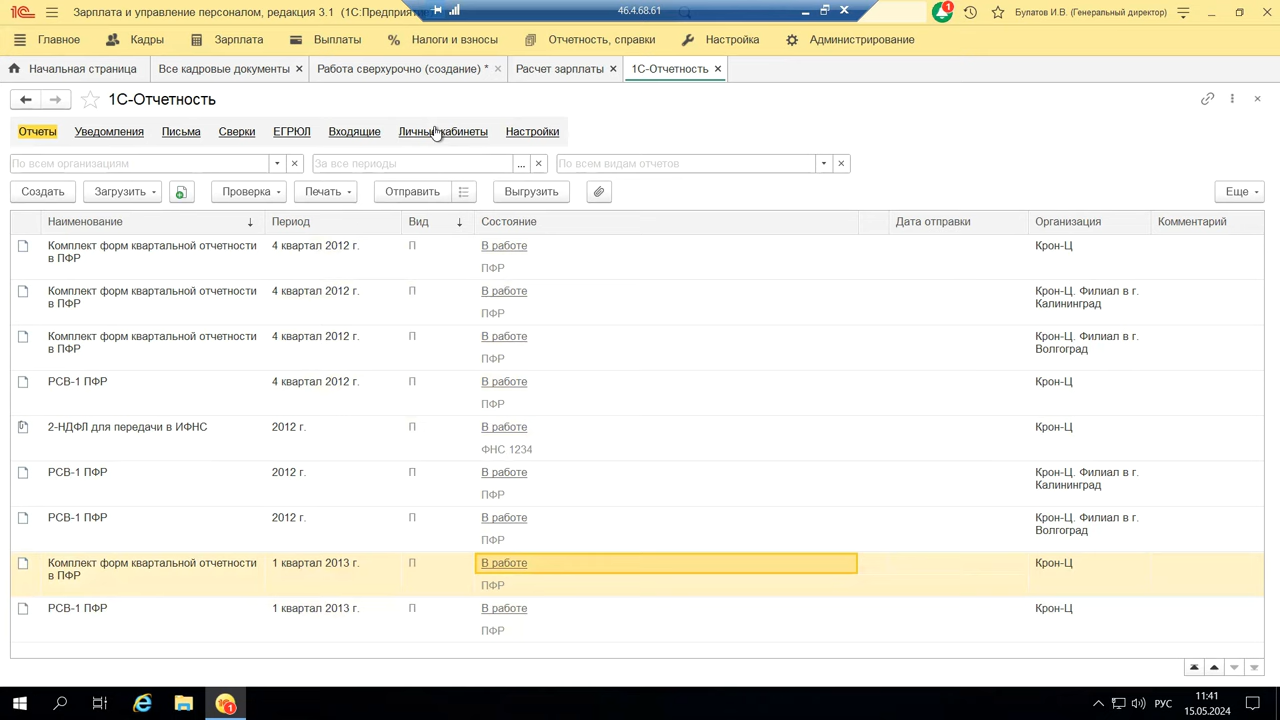 Зарплата и управление персоналом, редакция 3.1 (1С:Предприятие
46.4.68.61
1
Булатов И.В. (Генеральный директор)
Главное
Кадры
Зарплата
Выплаты
Налоги и взносы
Отчетность, справки
Настройка
Администрирование
Начальная страница
Все кадровые документы
Работа сверхурочно (создание) *
Расчет зарплаты
1С-Отчетность
1С-Отчетность
Отчеты
Уведомления
Письма
Сверки
ЕГРЮЛ
Входящие
Личные кабинеты
Настройки
По всем организациям
За все периоды
...
По всем видам отчетов
Создать
Загрузить
Проверка
Печать
Отправить
Выгрузить
Еще
Наименование Период Вид Состояние Дата отправки Организация Комментарий
Комплект форм квартальной отчетности 4 квартал 2012 г. П В работе Крон-Ц
в ПФР
ПФР
Комплект форм квартальной отчетности 4 квартал 2012 г. П В работе Крон-Ц. Филиал в г.
в ПФР Калининград
ПФР
Комплект форм квартальной отчетности 4 квартал 2012 г. П В работе Крон-Ц. Филиал в г.
в ПФР Волгоград
ПФР
РСВ-1 ПФР 4 квартал 2012 г. П В работе Крон-Ц
ПФР
2-НДФЛ для передачи в ИФНС 2012 г. П В работе Крон-Ц
ФНС 1234
РСВ-1 ПФР 2012 г. П В работе Крон-Ц. Филиал в г.
Калининград
ПФР
РСВ-1 ПФР 2012 г. П В работе Крон-Ц. Филиал в г.
Волгоград
ПФР
Комплект форм квартальной отчетности 1 квартал 2013 г. П В работе Крон-Ц
в ПФР
ПФР
РСВ-1 ПФР 1 квартал 2013 г. П В работе Крон-Ц
ПФР
1
РУС
11:41
15.05.2024